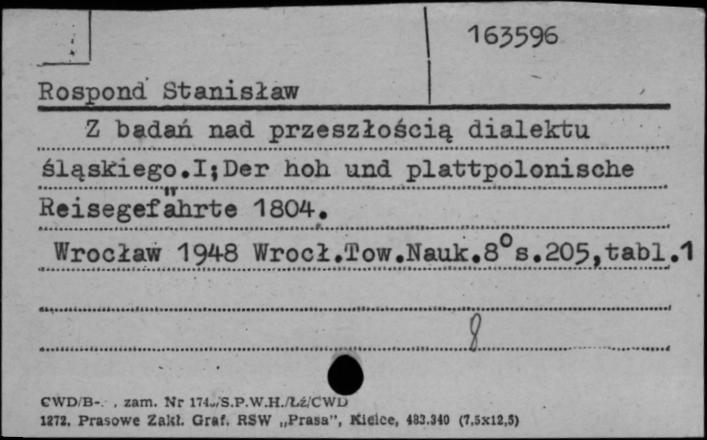 163596
Rospond Stanisław
Z badań nad przeszłością dialektu
śląskiego.I;Der hoh und plattpolonische
Reisegefährte 1804.
Wrocław 1948 Wrocł.Tow.Nauk.8°s.205,tabl.1
CWD/B- zam. Nr /S.P.W.H./Łź/CWD
1272. Prasowe Zakł. Graf. RSW „Prasa", Kielce, 483.340 (7,5x12,5)